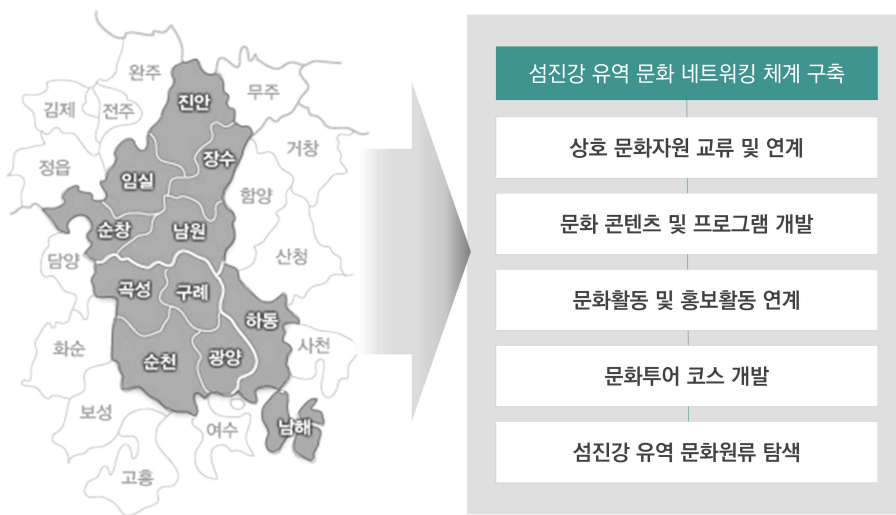 완주
진안
무주
김제
전주
장수
거창
정읍
임실
함양
순창
남원
담양
산청
곡성
구례
하동
화순
순천
광양
사천
보성
여수
남해
고흥
섬진강 유역 문화 네트워킹 체계 구축
상호 문화자원 교류 및 연계
문화 콘텐츠 및 프로그램 개발
문화활동 및 홍보활동 연계
문화투어 코스 개발
섬진강 유역 문화원류 탐색